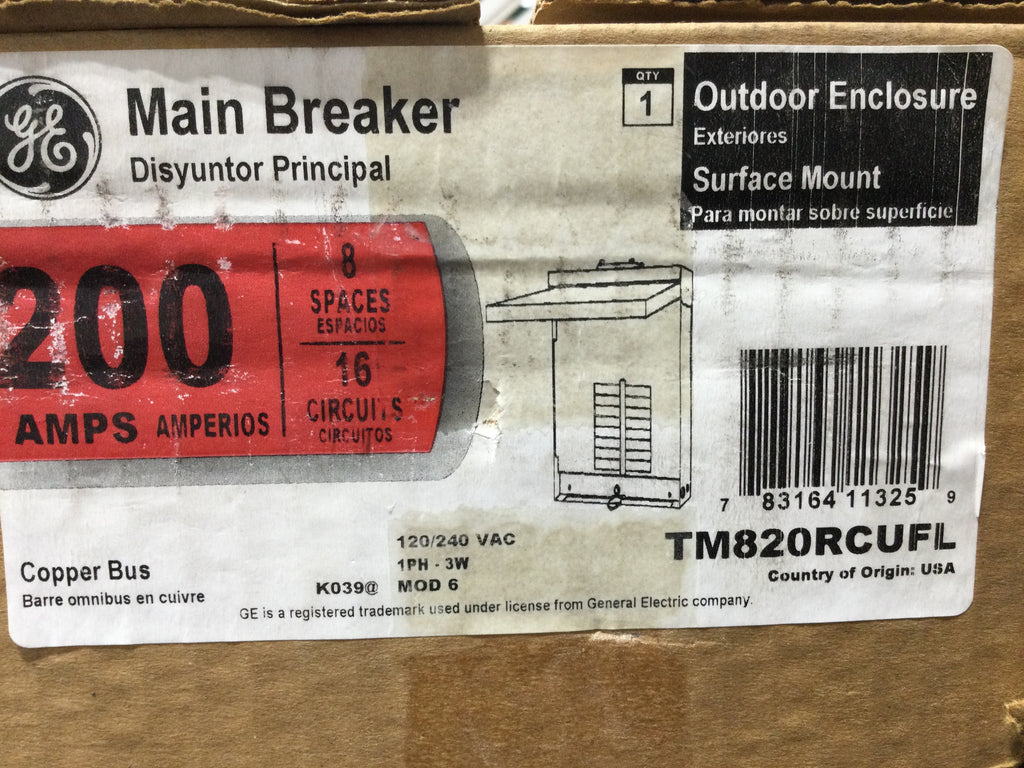 GE
Main Breaker
Disyuntor Principal
QTY
1
Outdoor Enclosure
Exteriores
Surface Mount
Para montar sobre superficie
200
AMPS AMPERIOS
8
SPACES
ESPACIOS
16
CIRCUITS
CIRCUITOS
7 83164 11325 9
TM820RCUFL
Country of Origin: USA
Copper Bus
Barre omnibus en cuivre
120/240 VAC
1PH - 3W
K039@ MOD 6
GE is a registered trademark used under license from General Electric company.